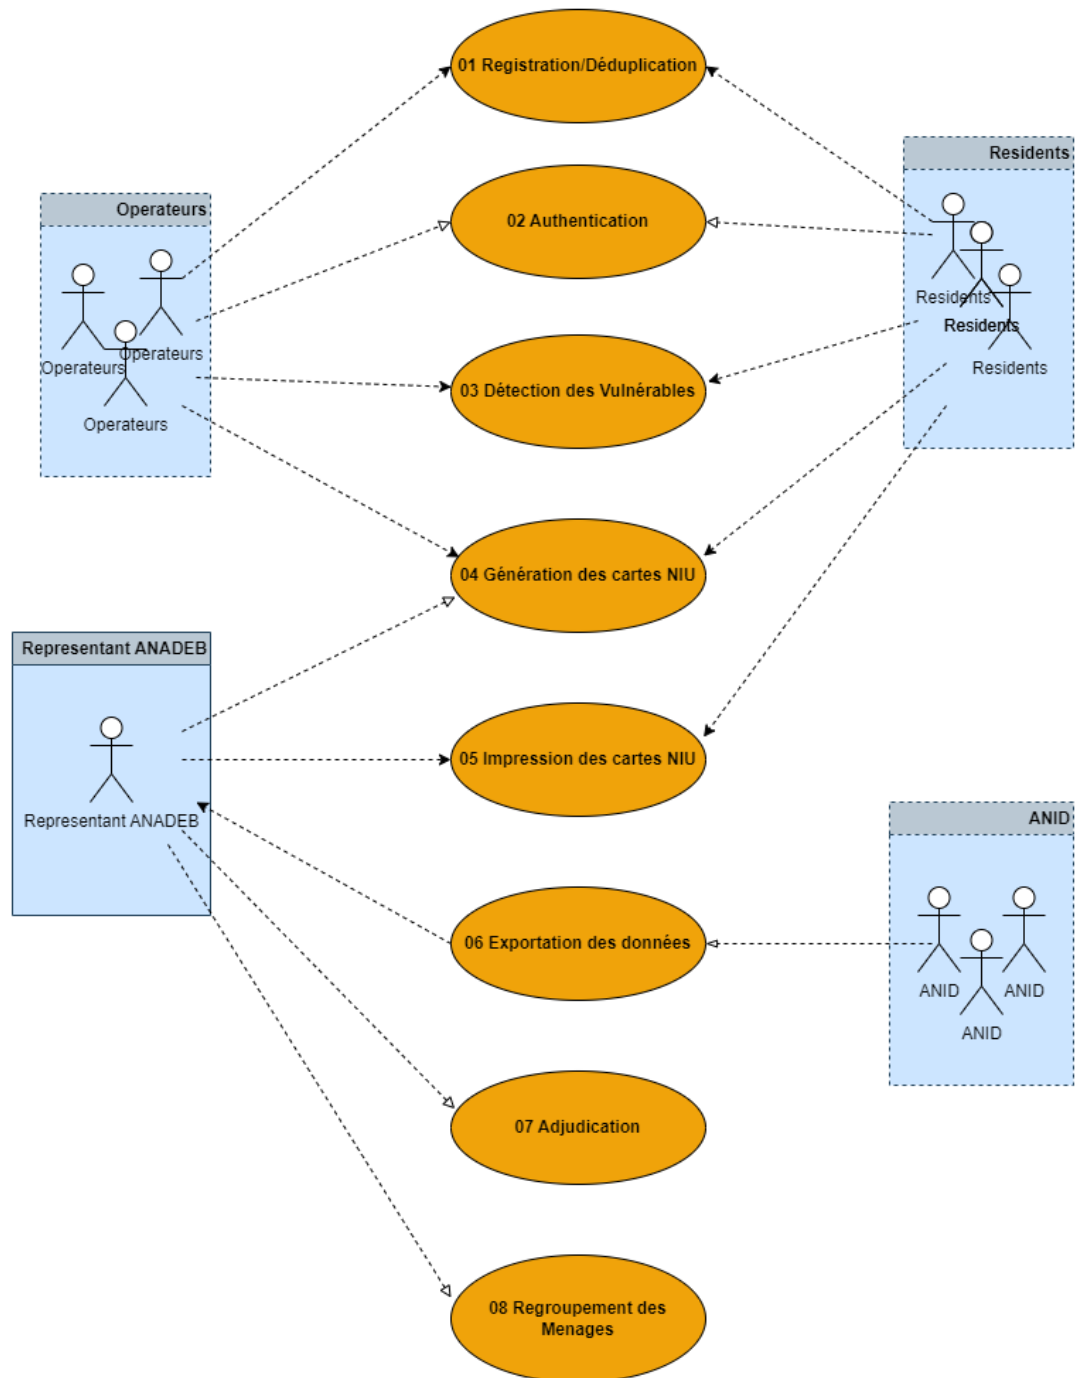 01 Registration/Déduplication
Residents
Operateurs
02 Authentication
Residents
Residents
Residents
Operateurs
Operateurs
Operateurs
03 Détection des Vulnérables
04 Génération des cartes NIU
Representant ANADEB
05 Impression des cartes NIU
Representant ANADEB
ANID
06 Exportation des données
ANID
ANID
ANID
07 Adjudication
08 Regroupement des
Menages